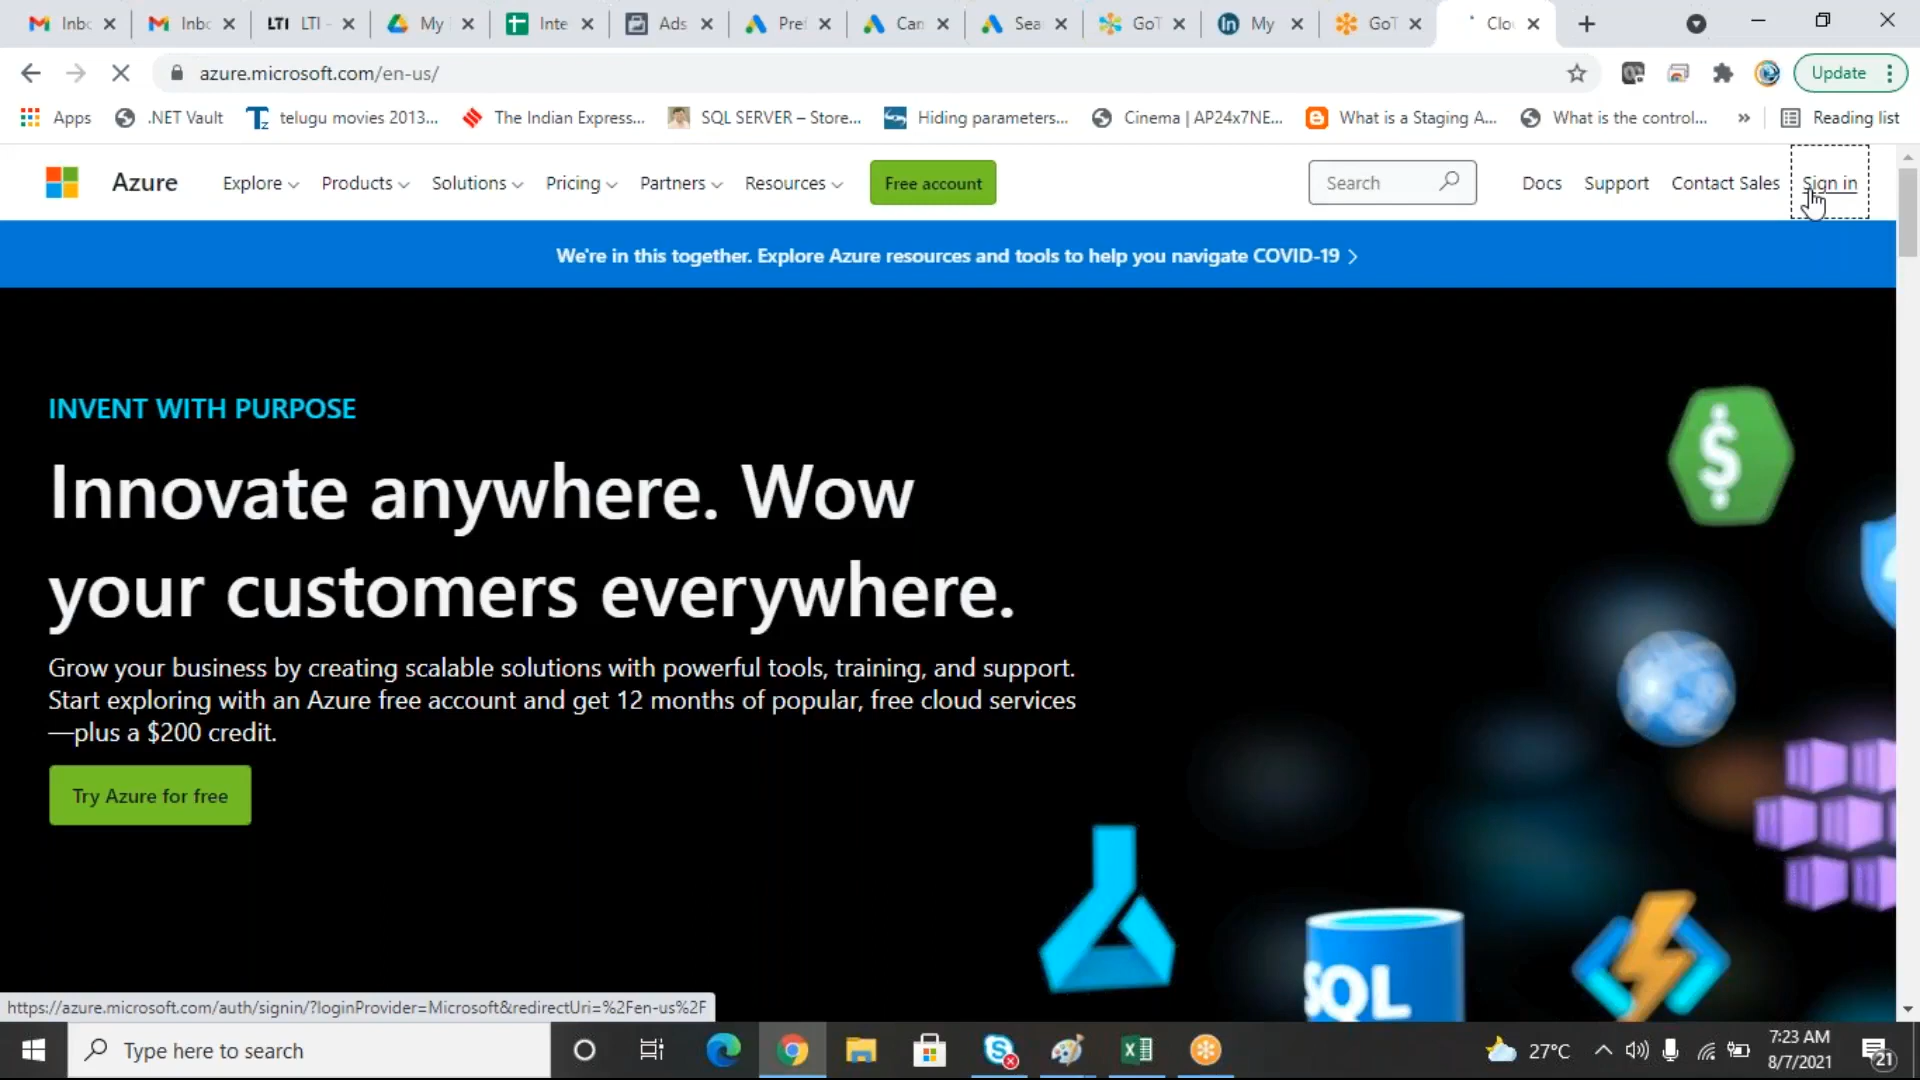 Inbc
Inbc
LTI LTI -
My
Inte
Ads
Pre
Can
Sea
GoT
in My
GoT
Clo
azure.microsoft.com/en-us/
Update
Apps
.NET Vault
Tz telugu movies 2013...
The Indian Express...
SQL SERVER – Store...
Hiding parameters...
Cinema | AP24x7NE...
What is a Staging A...
What is the control...
»
Reading list
Azure
Explore
Products
Solutions
Pricing
Partners
Resources
Free account
Search
Docs
Support
Contact Sales
Sign in
We're in this together. Explore Azure resources and tools to help you navigate COVID-19 >
INVENT WITH PURPOSE
Innovate anywhere. Wow
your customers everywhere.
Grow your business by creating scalable solutions with powerful tools, training, and support.
Start exploring with an Azure free account and get 12 months of popular, free cloud services
—plus a $200 credit.
Try Azure for free
$
SQL
https://azure.microsoft.com/auth/signin/?loginProvider=Microsoft&redirectUri=%2Fen-us%2F
Type here to search
27°C
7:23 AM
8/7/2021
21